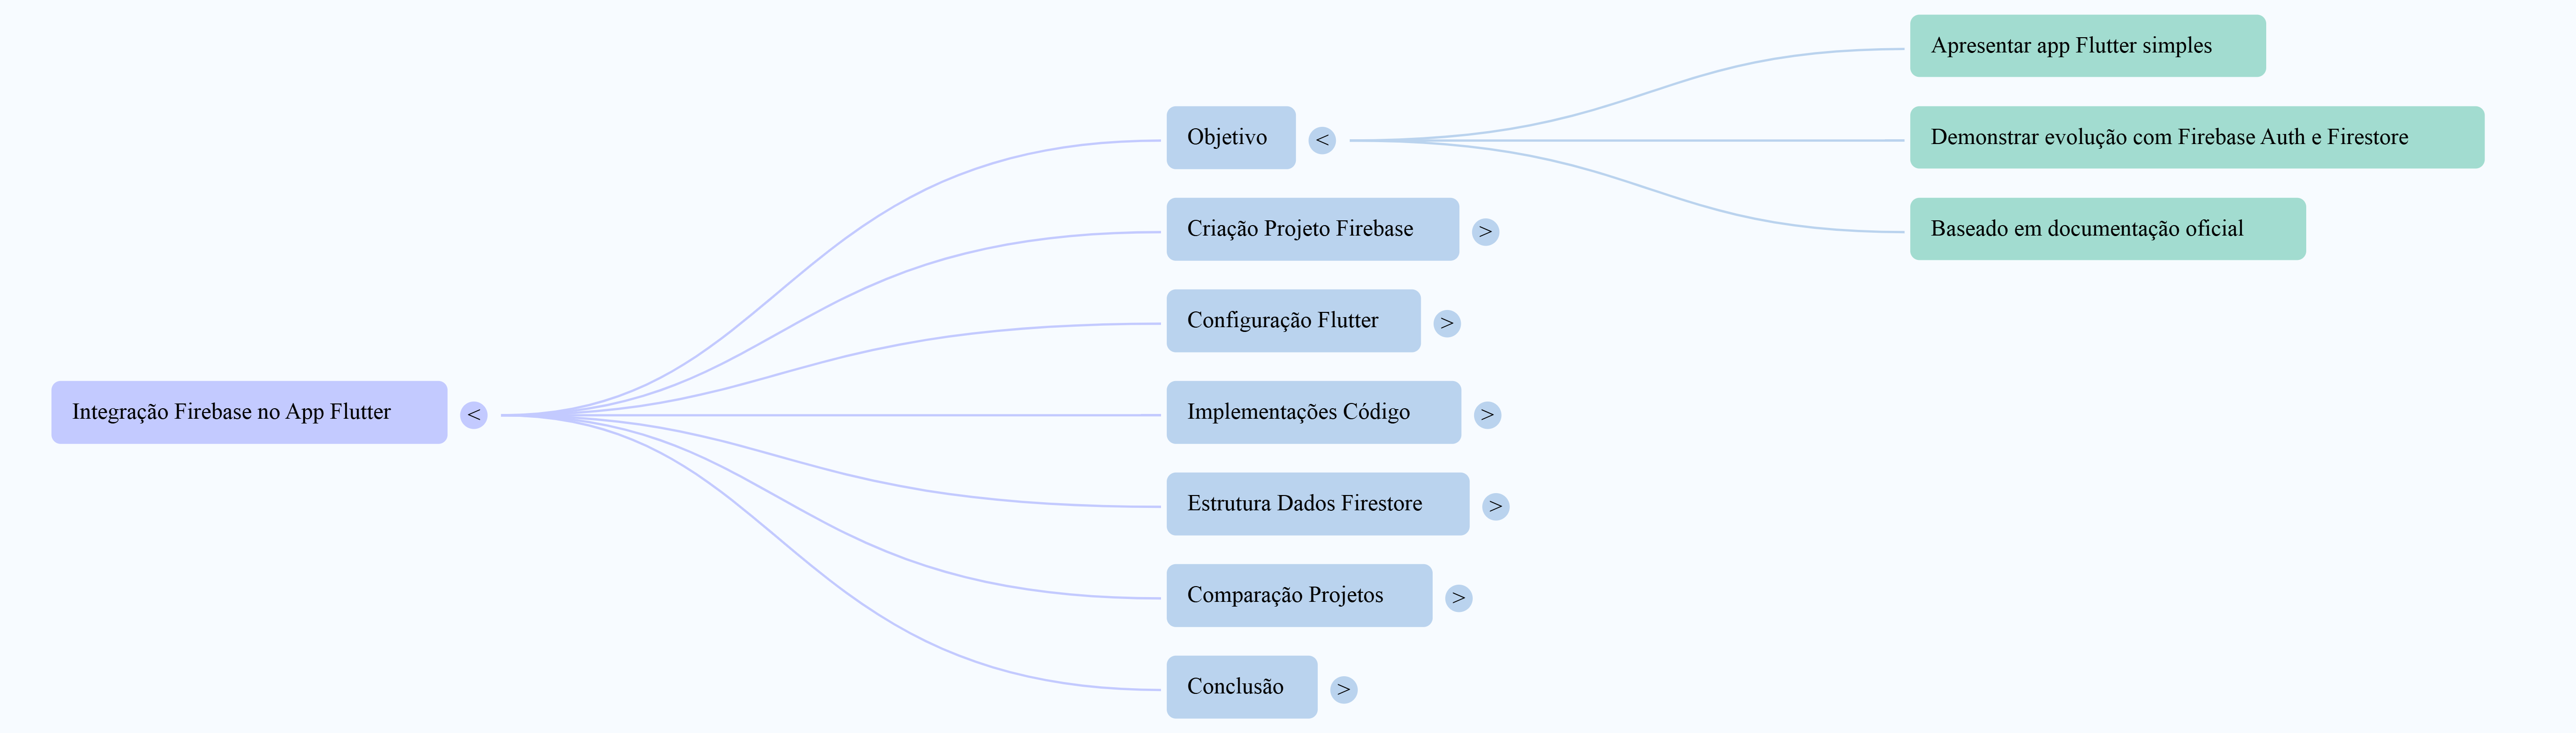 Integração Firebase no App Flutter <
Objetivo <
Apresentar app Flutter simples
Demonstrar evolução com Firebase Auth e Firestore
Baseado em documentação oficial
Criação Projeto Firebase >
Configuração Flutter >
Implementações Código >
Estrutura Dados Firestore >
Comparação Projetos >
Conclusão >